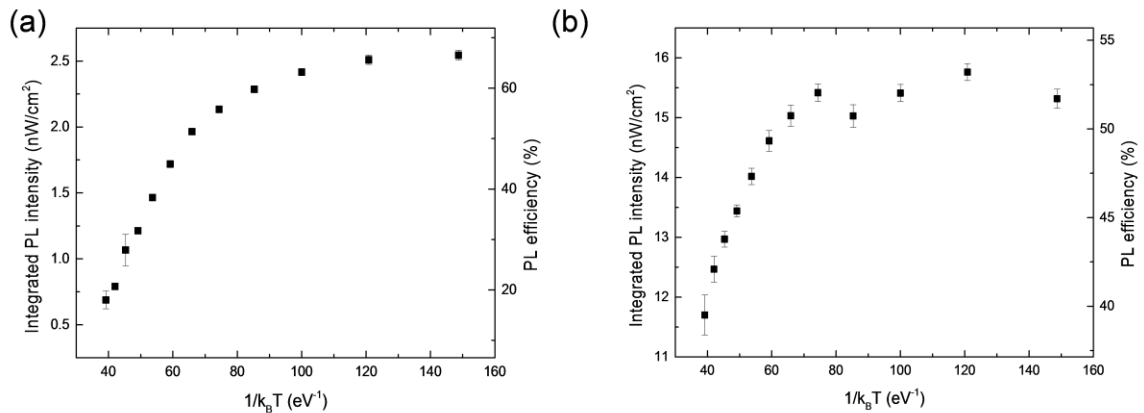 (a)
Integrated PL intensity (nW/cm²)
2.5
2.0
1.5
1.0
0.5
40 60 80 100 120 140 160
1/k_BT (eV⁻¹)
60
40
20
PL efficiency (%)
(b)
Integrated PL intensity (nW/cm²)
16
15
14
13
12
11
40 60 80 100 120 140 160
1/k_BT (eV⁻¹)
55
50
45
40
PL efficiency (%)